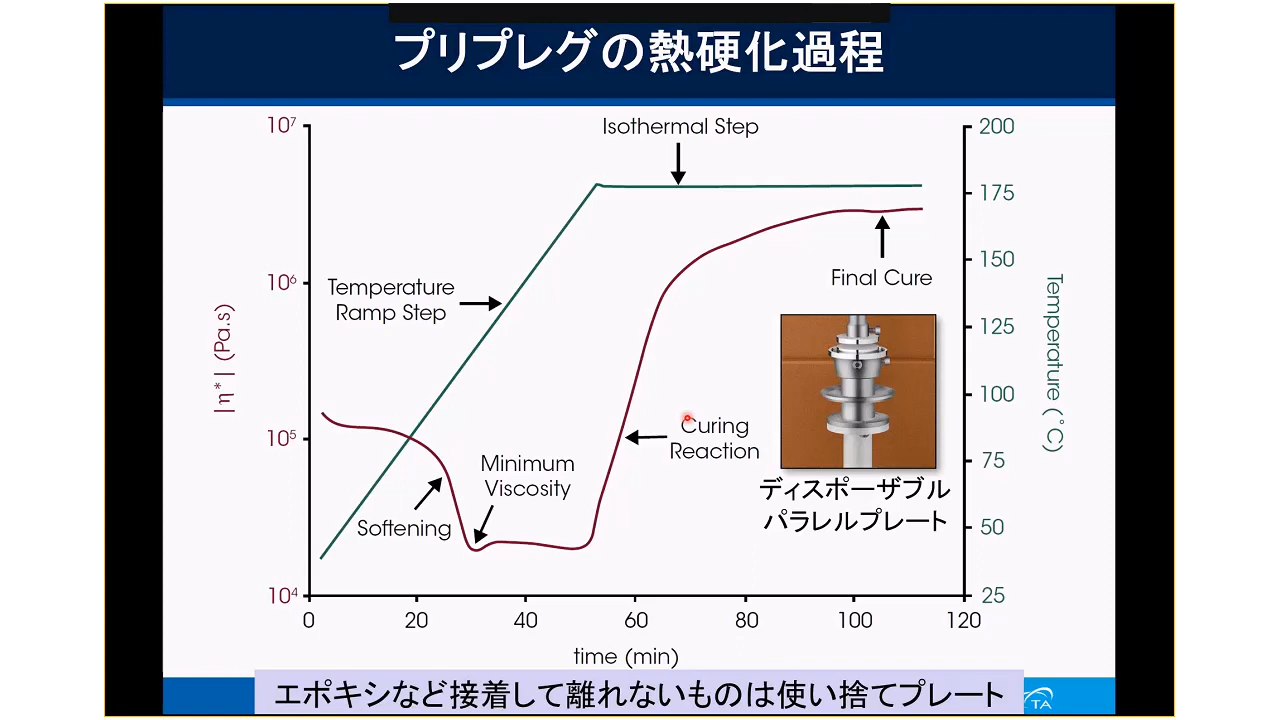 プリプレグの熱硬化過程
Isothermal Step
10⁷
10⁶
10⁵
10⁴
|η*| (Pa.s)
200
175
150
125
100
75
50
25
Temperature (°C)
Temperature
Ramp Step
Final Cure
Curing
Reaction
Minimum
Viscosity
Softening
ディスポーザブル
パラレルプレート
0
20
40
60
80
100
120
time (min)
エポキシなど接着して離れないものは使い捨てプレート
TA